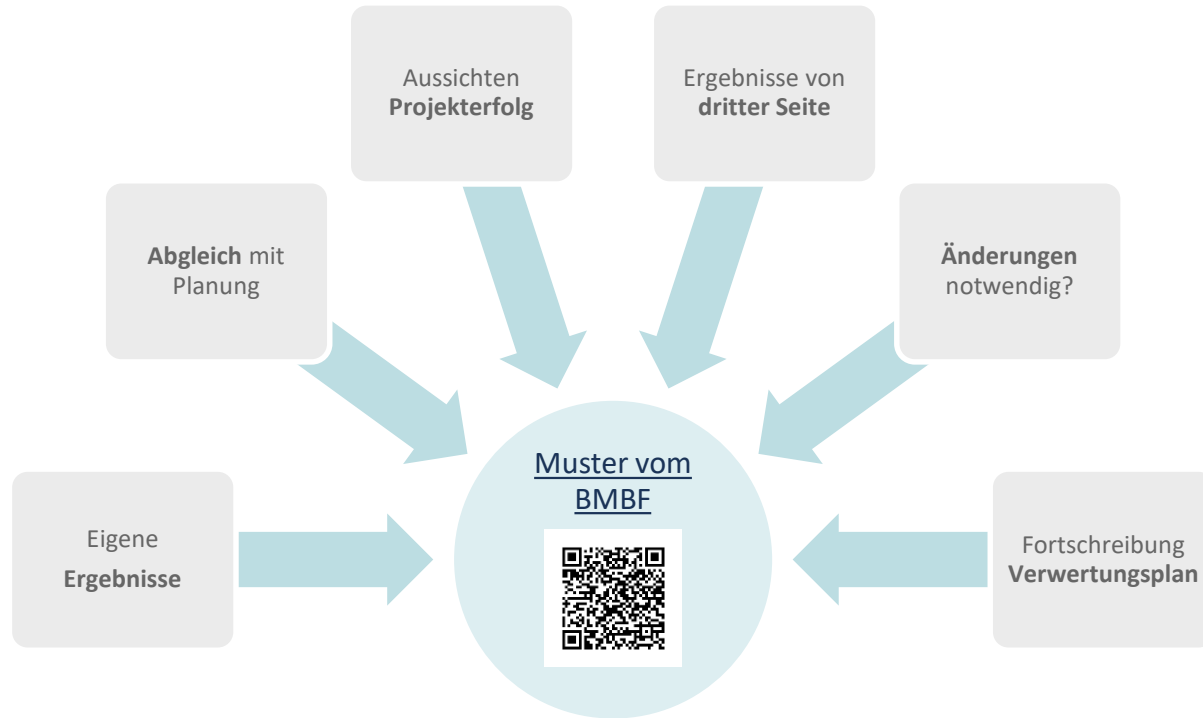 Aussichten
Projekterfolg
Ergebnisse von
dritter Seite
Abgleich mit
Planung
Änderungen
notwendig?
Muster vom
BMBF
Eigene
Ergebnisse
Fortschreibung
Verwertungsplan